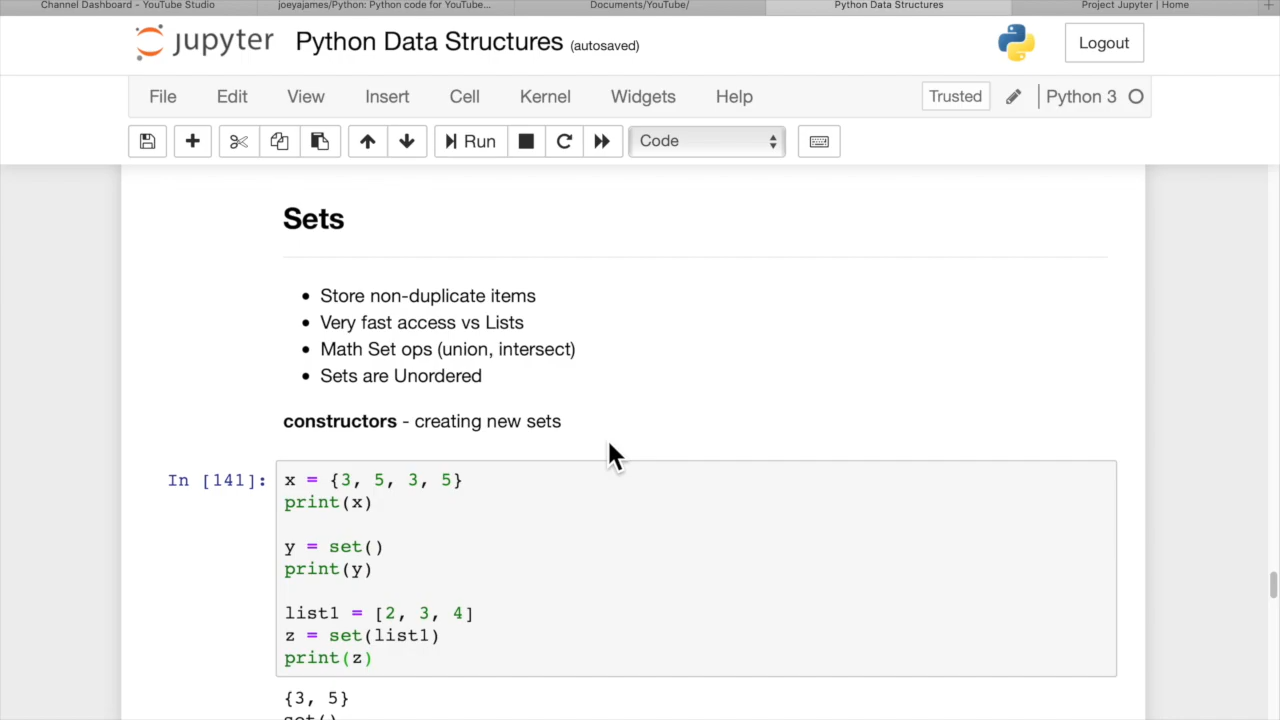 Channel Dashboard - YouTube Studio joeyajames/Python: Python code for YouTube... Documents/YouTube/ Python Data Structures Project Jupyter | Home +
jupyter Python Data Structures (autosaved) Logout
File Edit View Insert Cell Kernel Widgets Help Trusted Python 3
Run Code
Sets
• Store non-duplicate items
• Very fast access vs Lists
• Math Set ops (union, intersect)
• Sets are Unordered
constructors - creating new sets
In [141]: x = {3, 5, 3, 5}
print(x)
y = set()
print(y)
list1 = [2, 3, 4]
z = set(list1)
print(z)
{3, 5}
set()